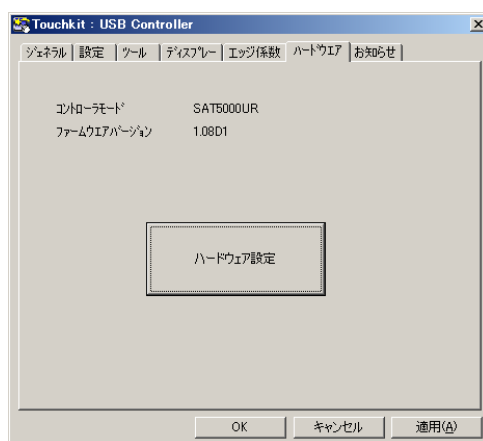 Touchkit : USB Controller
ｼﾞｪﾈﾗﾙ 設定 ﾂｰﾙ ﾃﾞｨｽﾌﾟﾚｰ エッジ係数 ﾊｰﾄﾞｳｴｱ お知らせ
ｺﾝﾄﾛｰﾗﾓｰﾄﾞ SAT5000UR
ﾌｧｰﾑｳｴｱﾊﾞｰｼﾞｮﾝ 1.08D1
ハードウェア設定
OK キャンセル 適用(A)